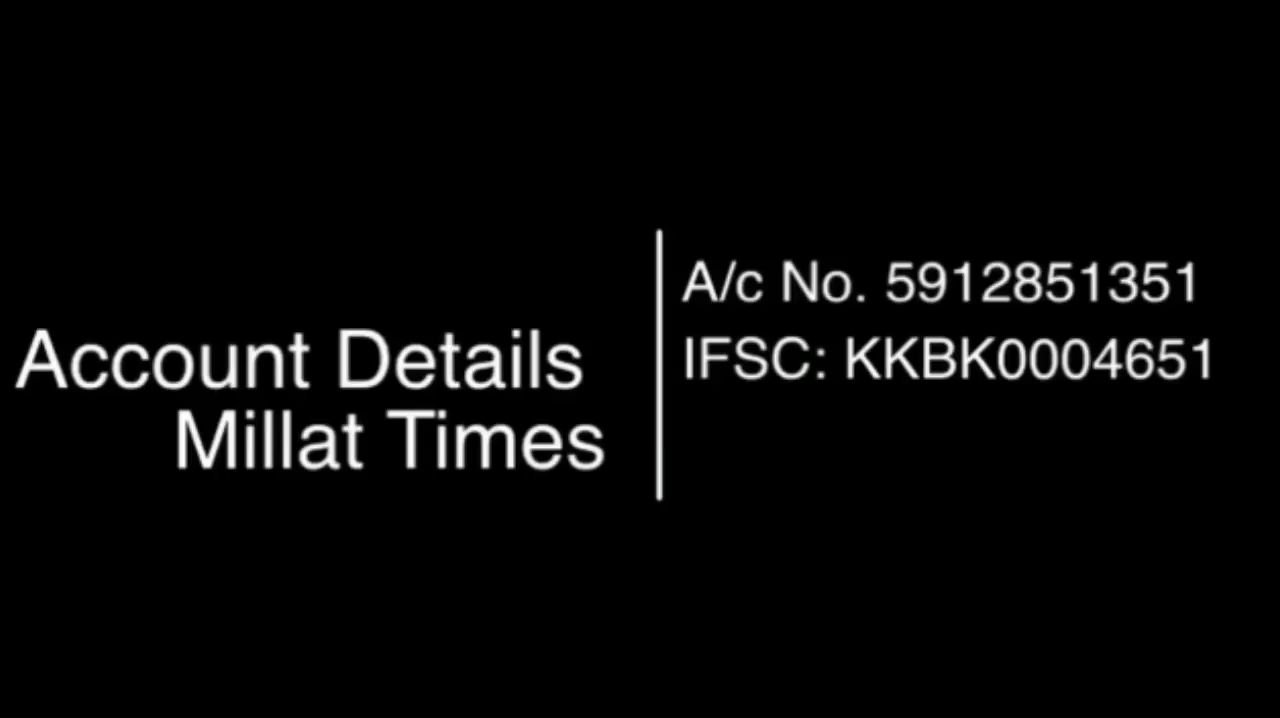 Account Details
Millat Times
A/c No. 5912851351
IFSC: KKBK0004651